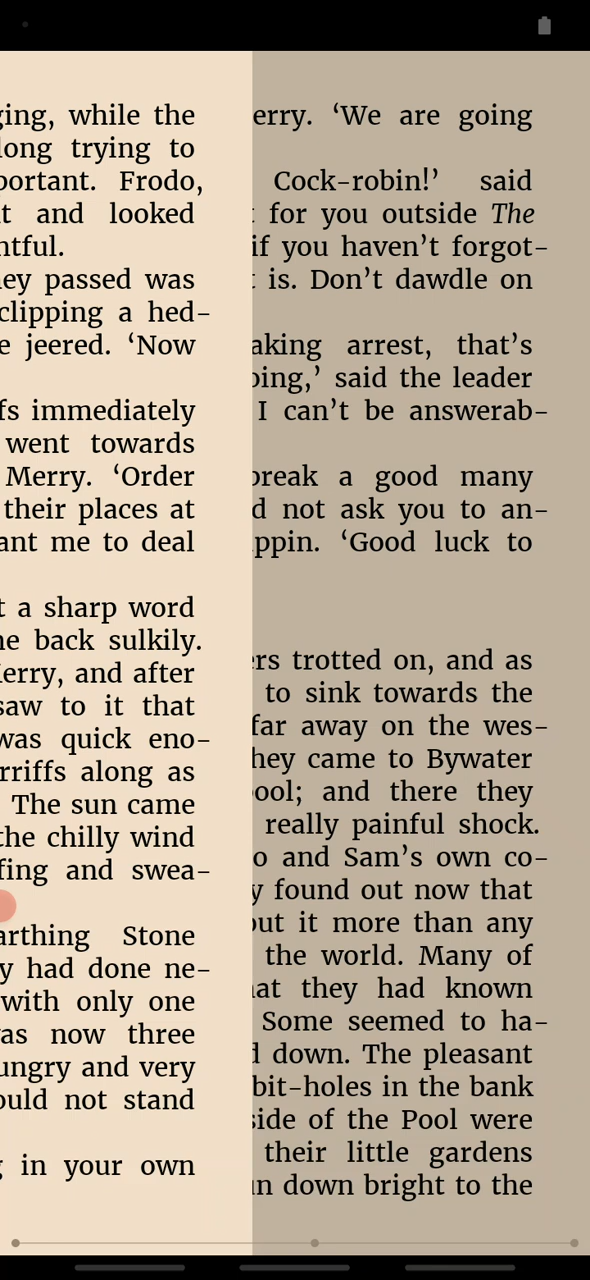 ging, while the
long trying to
portant. Frodo,
t and looked
htful.
ey passed was
clipping a hed-
e jeered. ‘Now
fs immediately
went towards
Merry. ‘Order
their places at
ant me to deal
t a sharp word
ne back sulkily.
erry, and after
saw to it that
was quick eno-
rriffs along as
The sun came
the chilly wind
fing and swea-
arthing Stone
y had done ne-
with only one
as now three
ungry and very
ould not stand
g in your own
erry. ‘We are going
Cock-robin!’ said
t for you outside The
if you haven’t forgot-
t is. Don’t dawdle on
aking arrest, that’s
oing,’ said the leader
I can’t be answerab-
break a good many
d not ask you to an-
ippin. ‘Good luck to
ers trotted on, and as
to sink towards the
far away on the wes-
hey came to Bywater
ool; and there they
really painful shock.
o and Sam’s own co-
y found out now that
out it more than any
the world. Many of
hat they had known
Some seemed to ha-
d down. The pleasant
bit-holes in the bank
side of the Pool were
their little gardens
un down bright to the